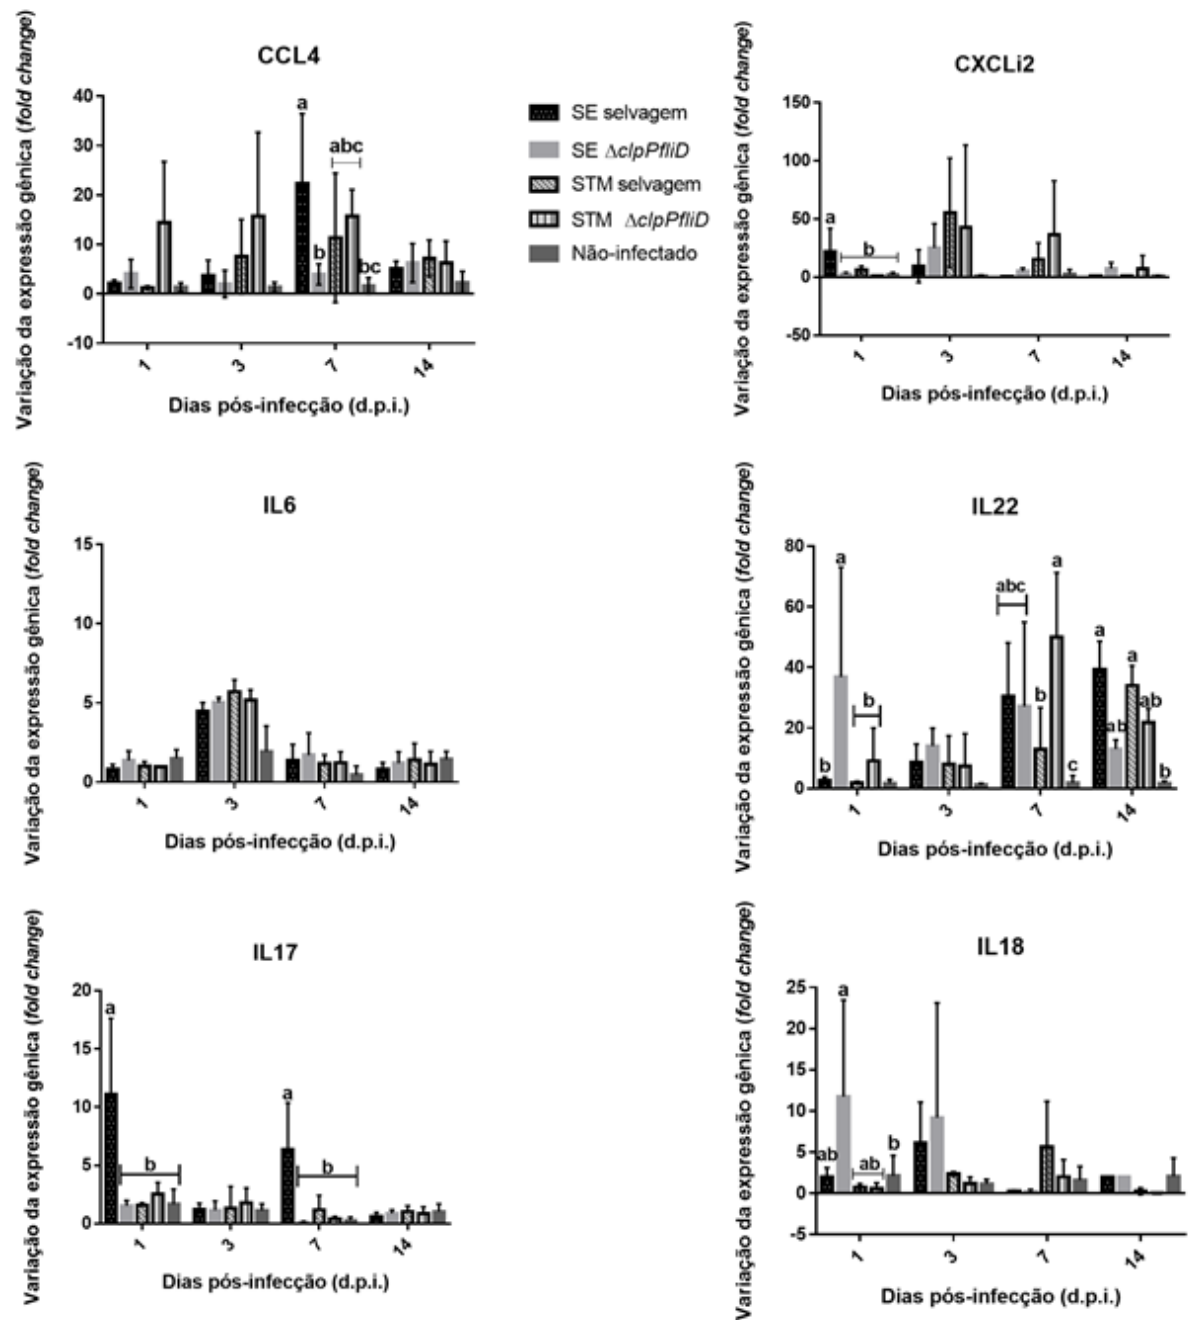 CCL4
Variação da expressão gênica (fold change)
40
30
20
10
0
-10
a
b
abc
bc
1
3
7
14
Dias pós-infecção (d.p.i.)
SE selvagem
SE ΔclpPfliD
STM selvagem
STM ΔclpPfliD
Não-infectado
CXCLi2
Variação da expressão gênica (fold change)
150
100
50
0
-50
a
b
1
3
7
14
Dias pós-infecção (d.p.i.)
IL6
Variação da expressão gênica (fold change)
15
10
5
0
1
3
7
14
Dias pós-infecção (d.p.i.)
IL22
Variação da expressão gênica (fold change)
80
60
40
20
0
b
a
b
abc
b
a
c
a
ab
a
ab
b
1
3
7
14
Dias pós-infecção (d.p.i.)
IL17
Variação da expressão gênica (fold change)
20
15
10
5
0
a
b
a
b
1
3
7
14
Dias pós-infecção (d.p.i.)
IL18
Variação da expressão gênica (fold change)
25
20
15
10
5
0
-5
ab
a
ab
b
1
3
7
14
Dias pós-infecção (d.p.i.)